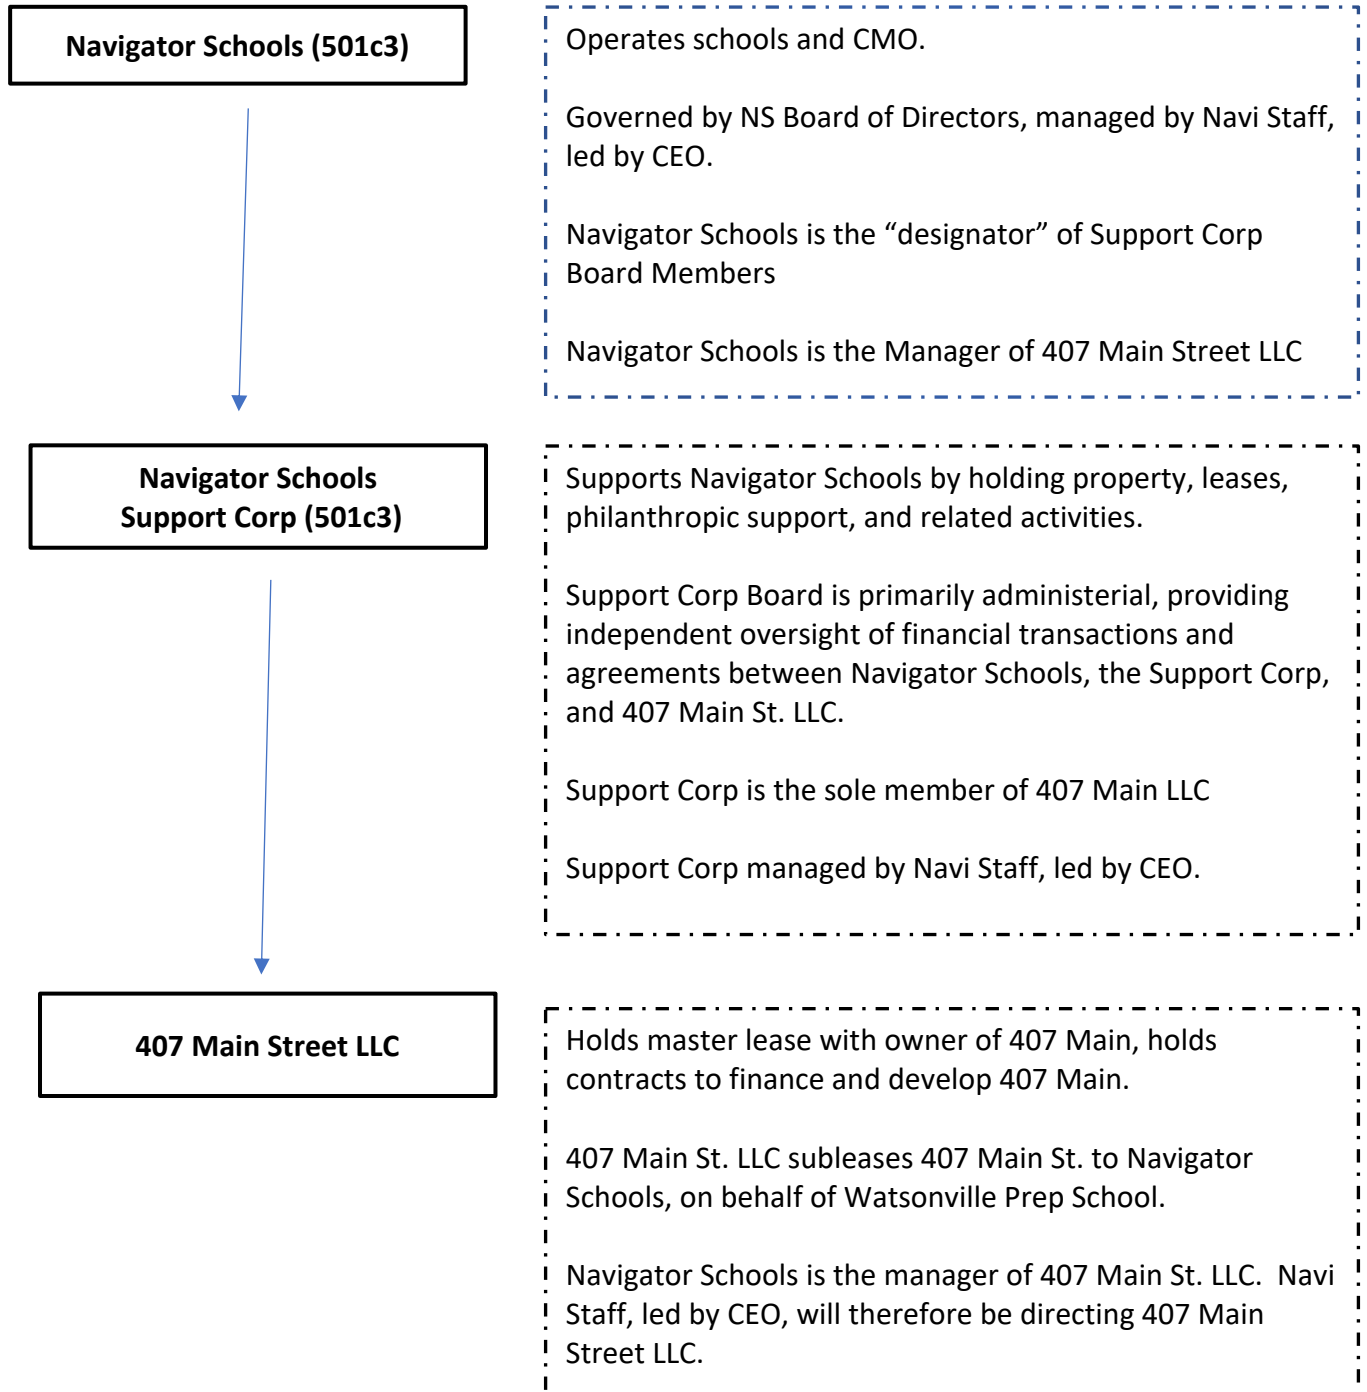 Navigator Schools (501c3)
Operates schools and CMO.
Governed by NS Board of Directors, managed by Navi Staff,
led by CEO.
Navigator Schools is the “designator” of Support Corp
Board Members
Navigator Schools is the Manager of 407 Main Street LLC
Navigator Schools
Support Corp (501c3)
Supports Navigator Schools by holding property, leases,
philanthropic support, and related activities.
Support Corp Board is primarily administerial, providing
independent oversight of financial transactions and
agreements between Navigator Schools, the Support Corp,
and 407 Main St. LLC.
Support Corp is the sole member of 407 Main LLC
Support Corp managed by Navi Staff, led by CEO.
407 Main Street LLC
Holds master lease with owner of 407 Main, holds
contracts to finance and develop 407 Main.
407 Main St. LLC subleases 407 Main St. to Navigator
Schools, on behalf of Watsonville Prep School.
Navigator Schools is the manager of 407 Main St. LLC.  Navi
Staff, led by CEO, will therefore be directing 407 Main
Street LLC.